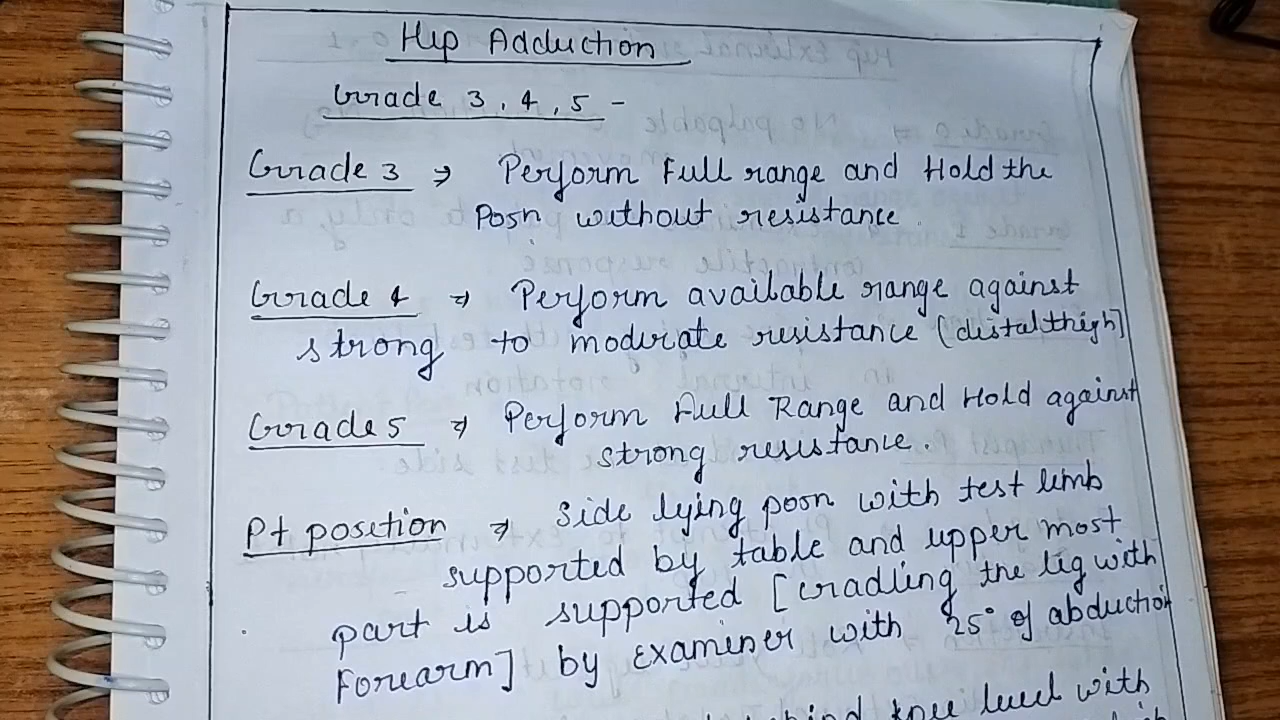 Hip Adduction
Grade 3, 4, 5 -
Grade 3 ⇒ Perform Full range and Hold the
Posn without resistance.
Grade 4 ⇒ Perform available range against
strong to moderate resistance [distal thigh]
Grade 5 ⇒ Perform Full Range and Hold against
strong resistance.
Pt position ⇒ Side lying posn with test limb
supported by table and upper most
part is supported [cradling the leg with
Forearm] by examiner with 25° of abduction
knee level with